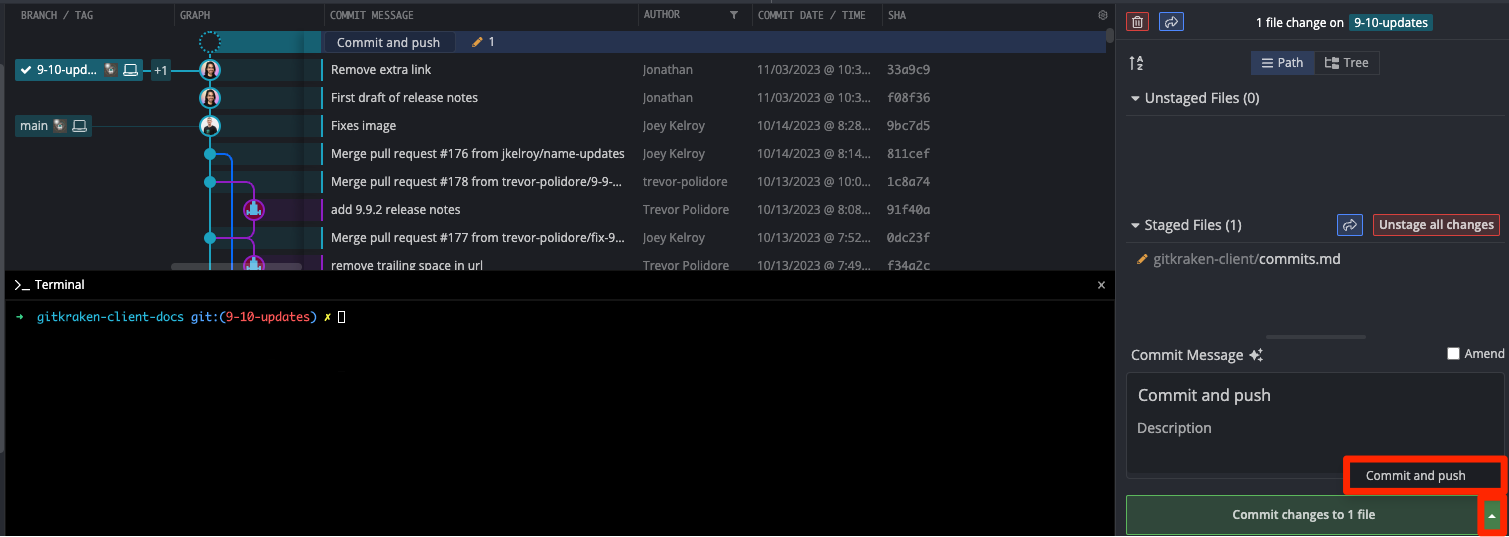 BRANCH / TAG GRAPH COMMIT MESSAGE AUTHOR COMMIT DATE / TIME SHA
Commit and push 1
9-10-upd... +1 Remove extra link Jonathan 11/03/2023 @ 10:3... 33a9c9
First draft of release notes Jonathan 11/03/2023 @ 10:3... f08f36
main Fixes image Joey Kelroy 10/14/2023 @ 8:28... 9bc7d5
Merge pull request #176 from jkelroy/name-updates Joey Kelroy 10/14/2023 @ 8:14... 811cef
Merge pull request #178 from trevor-polidore/9-9-... trevor-polidore 10/13/2023 @ 10:0... 1c8a74
add 9.9.2 release notes Trevor Polidore 10/13/2023 @ 8:08... 91f40a
Merge pull request #177 from trevor-polidore/fix-9... Joey Kelroy 10/13/2023 @ 7:52... 0dc23f
remove trailing space in url Trevor Polidore 10/13/2023 @ 7:49... f34a2c
>_ Terminal
➜ gitkraken-client-docs git:(9-10-updates) ✗
1 file change on 9-10-updates
A Z Path Tree
Unstaged Files (0)
Staged Files (1) Unstage all changes
gitkraken-client/commits.md
Commit Message Amend
Commit and push
Description
Commit and push
Commit changes to 1 file